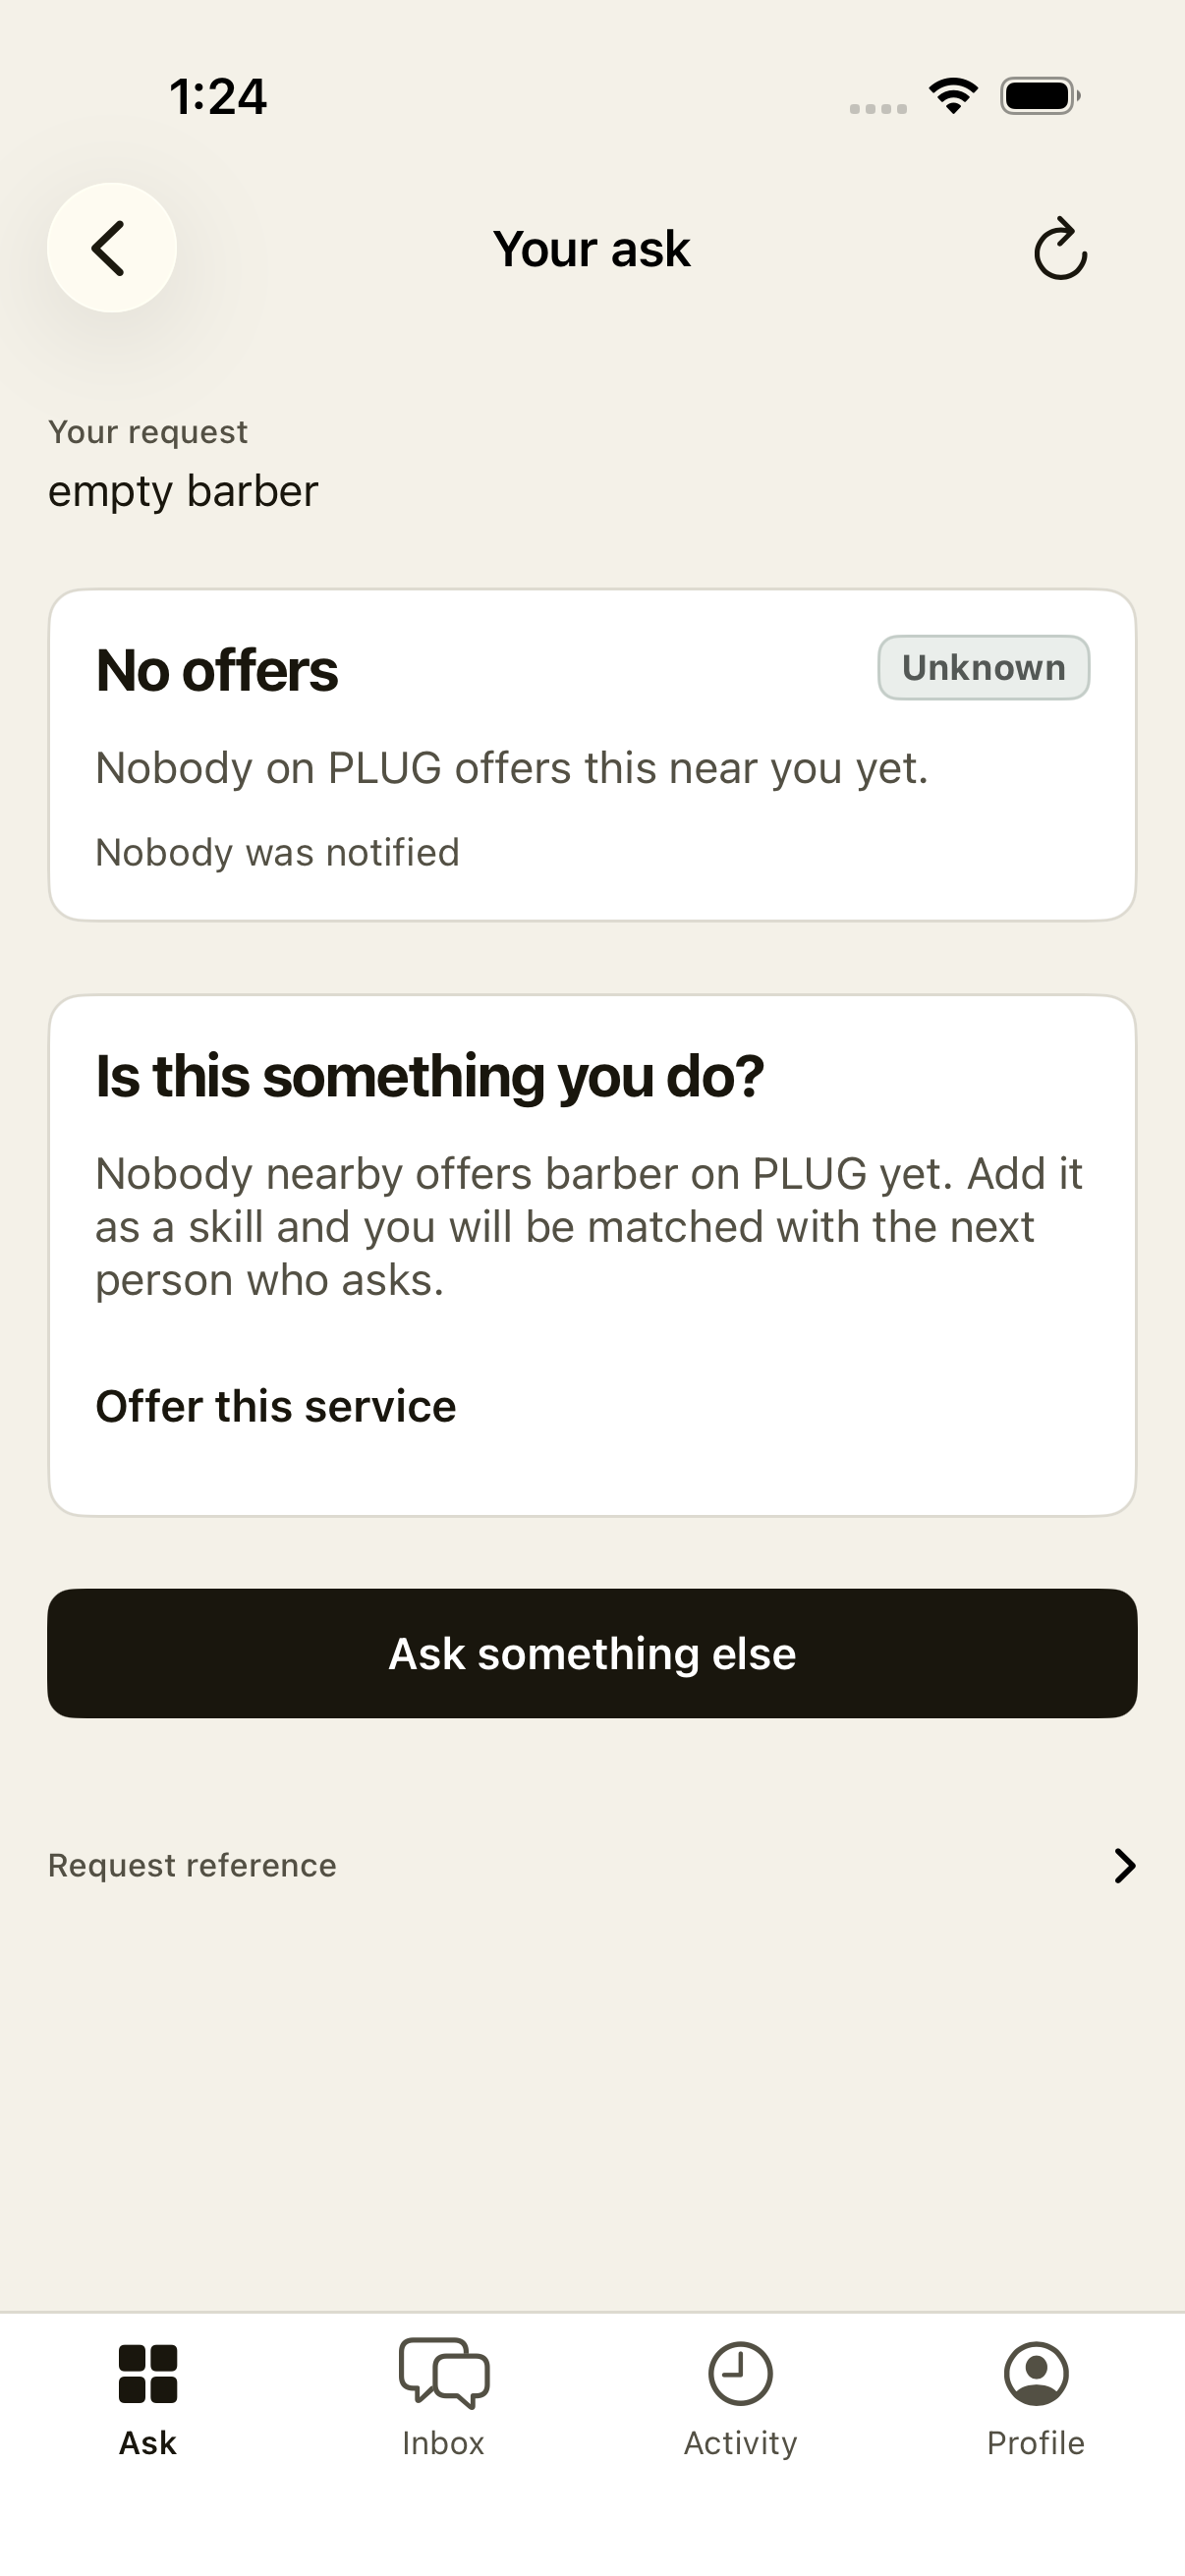 1:24
Your ask
Your request
empty barber
No offers
Unknown
Nobody on PLUG offers this near you yet.
Nobody was notified
Is this something you do?
Nobody nearby offers barber on PLUG yet. Add it
as a skill and you will be matched with the next
person who asks.
Offer this service
Ask something else
Request reference
Ask
Inbox
Activity
Profile